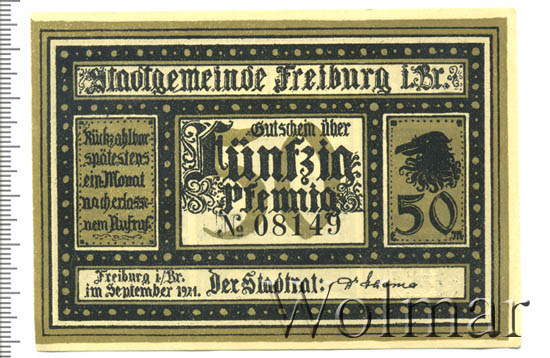 Stadtgemeinde Freiburg i.Br.
Rückzahlbar
spätestens
ein Monat
nach erlasse-
nem Aufruf.
Gutschein über
Fünfzig
Pfennig
No 08149
50
Freiburg i/Br.
im September 1921.
Der Stadtrat:
Wolmar